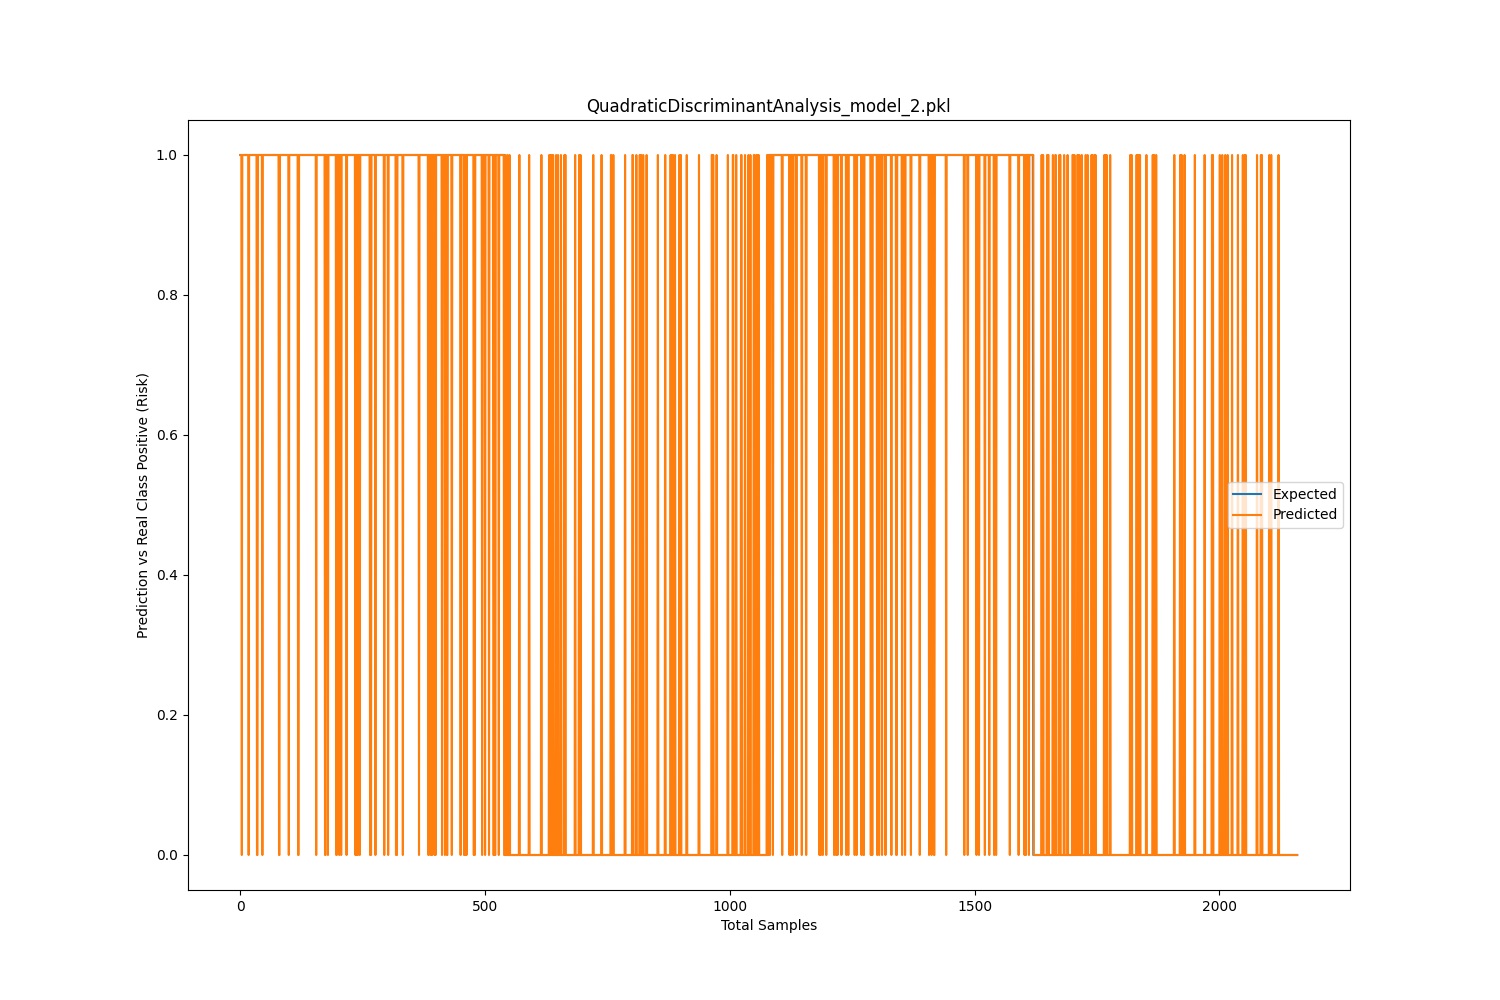 QuadraticDiscriminantAnalysis_model_2.pkl
1.0
0.8
0.6
0.4
0.2
0.0
Prediction vs Real Class Positive (Risk)
Expected
Predicted
0
500
1000
1500
2000
Total Samples